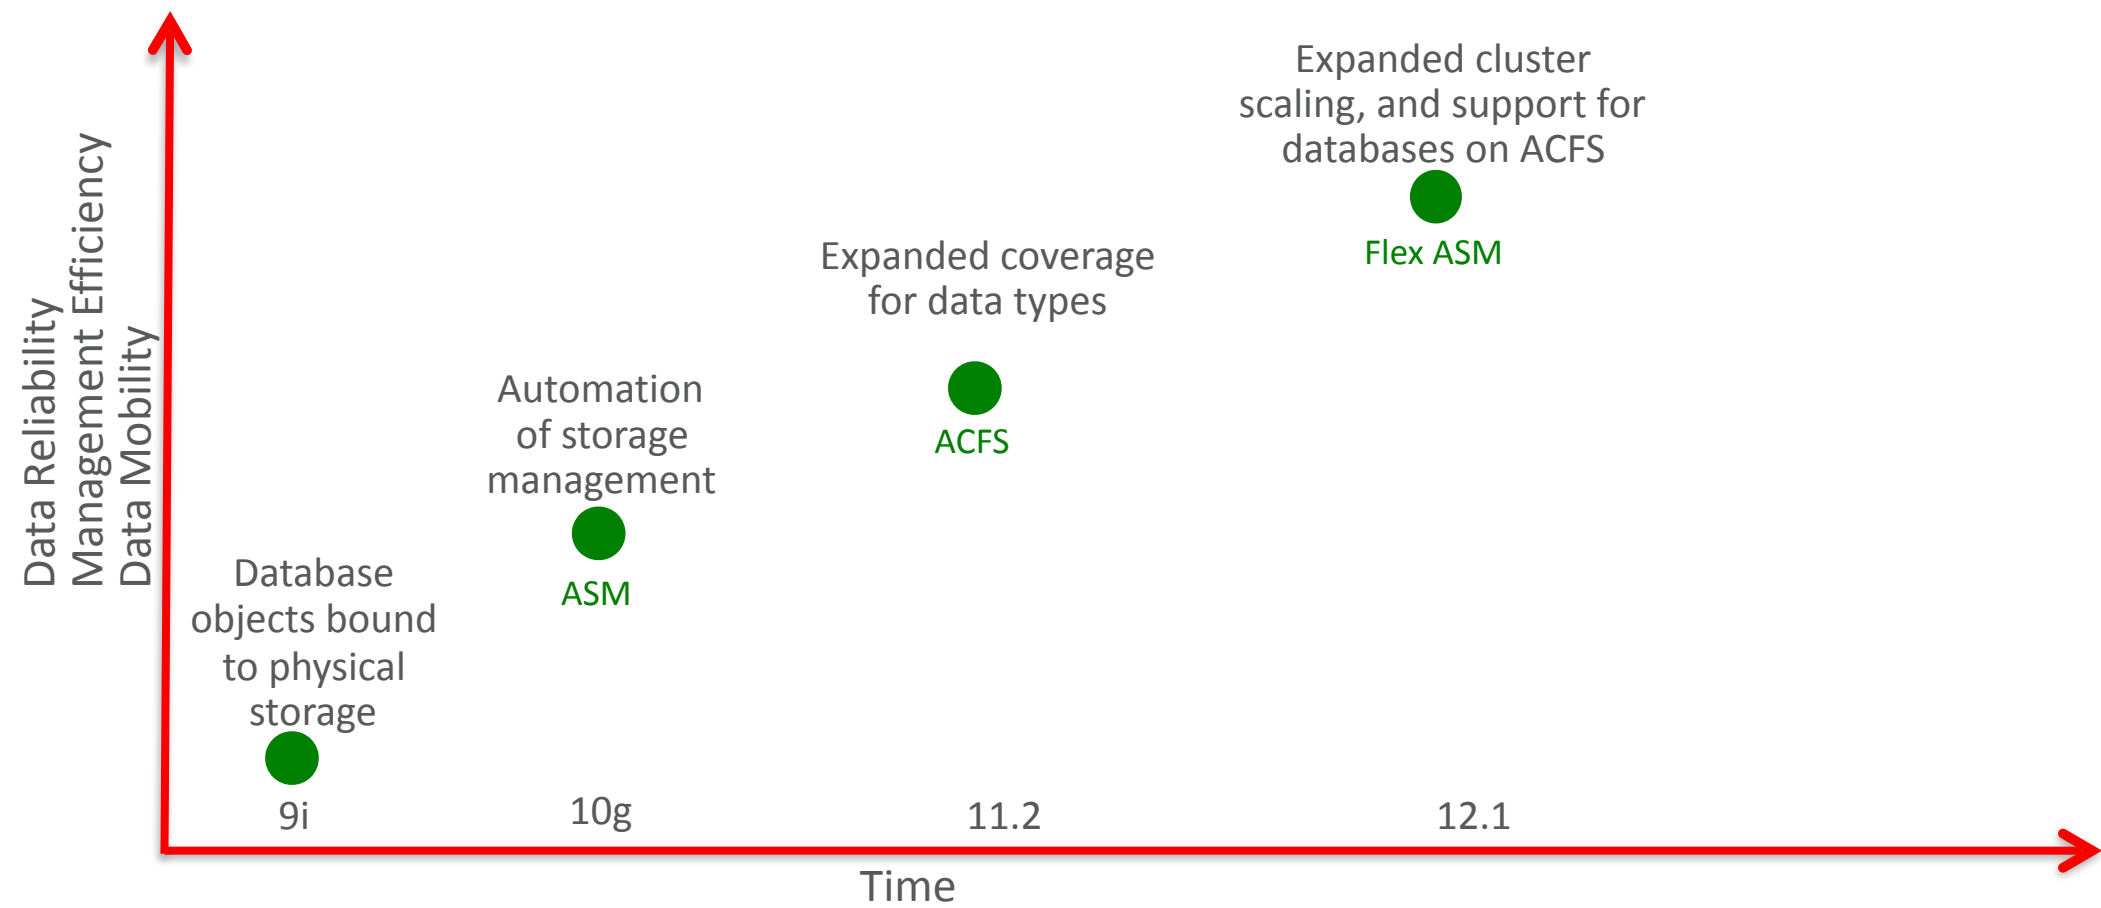 Data Reliability
Management Efficiency
Data Mobility
Expanded cluster
scaling, and support for
databases on ACFS
Flex ASM
Expanded coverage
for data types
ACFS
Automation
of storage
management
ASM
Database
objects bound
to physical
storage
9i
10g
11.2
12.1
Time